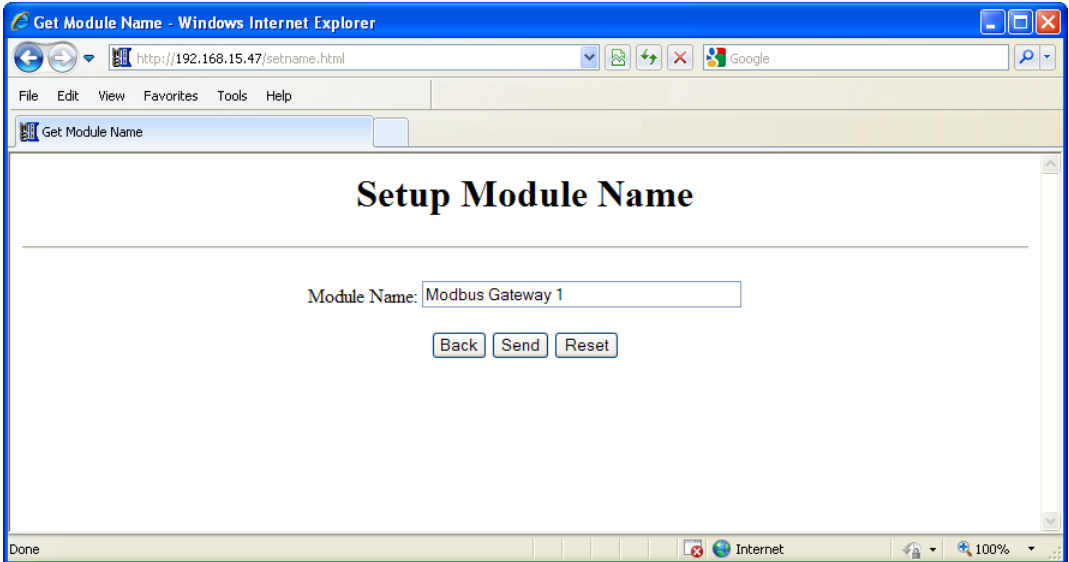 Get Module Name - Windows Internet Explorer
http://192.168.15.47/setname.html Google
File Edit View Favorites Tools Help
Get Module Name
Setup Module Name
Module Name: Modbus Gateway 1
Back Send Reset
Done Internet 100%